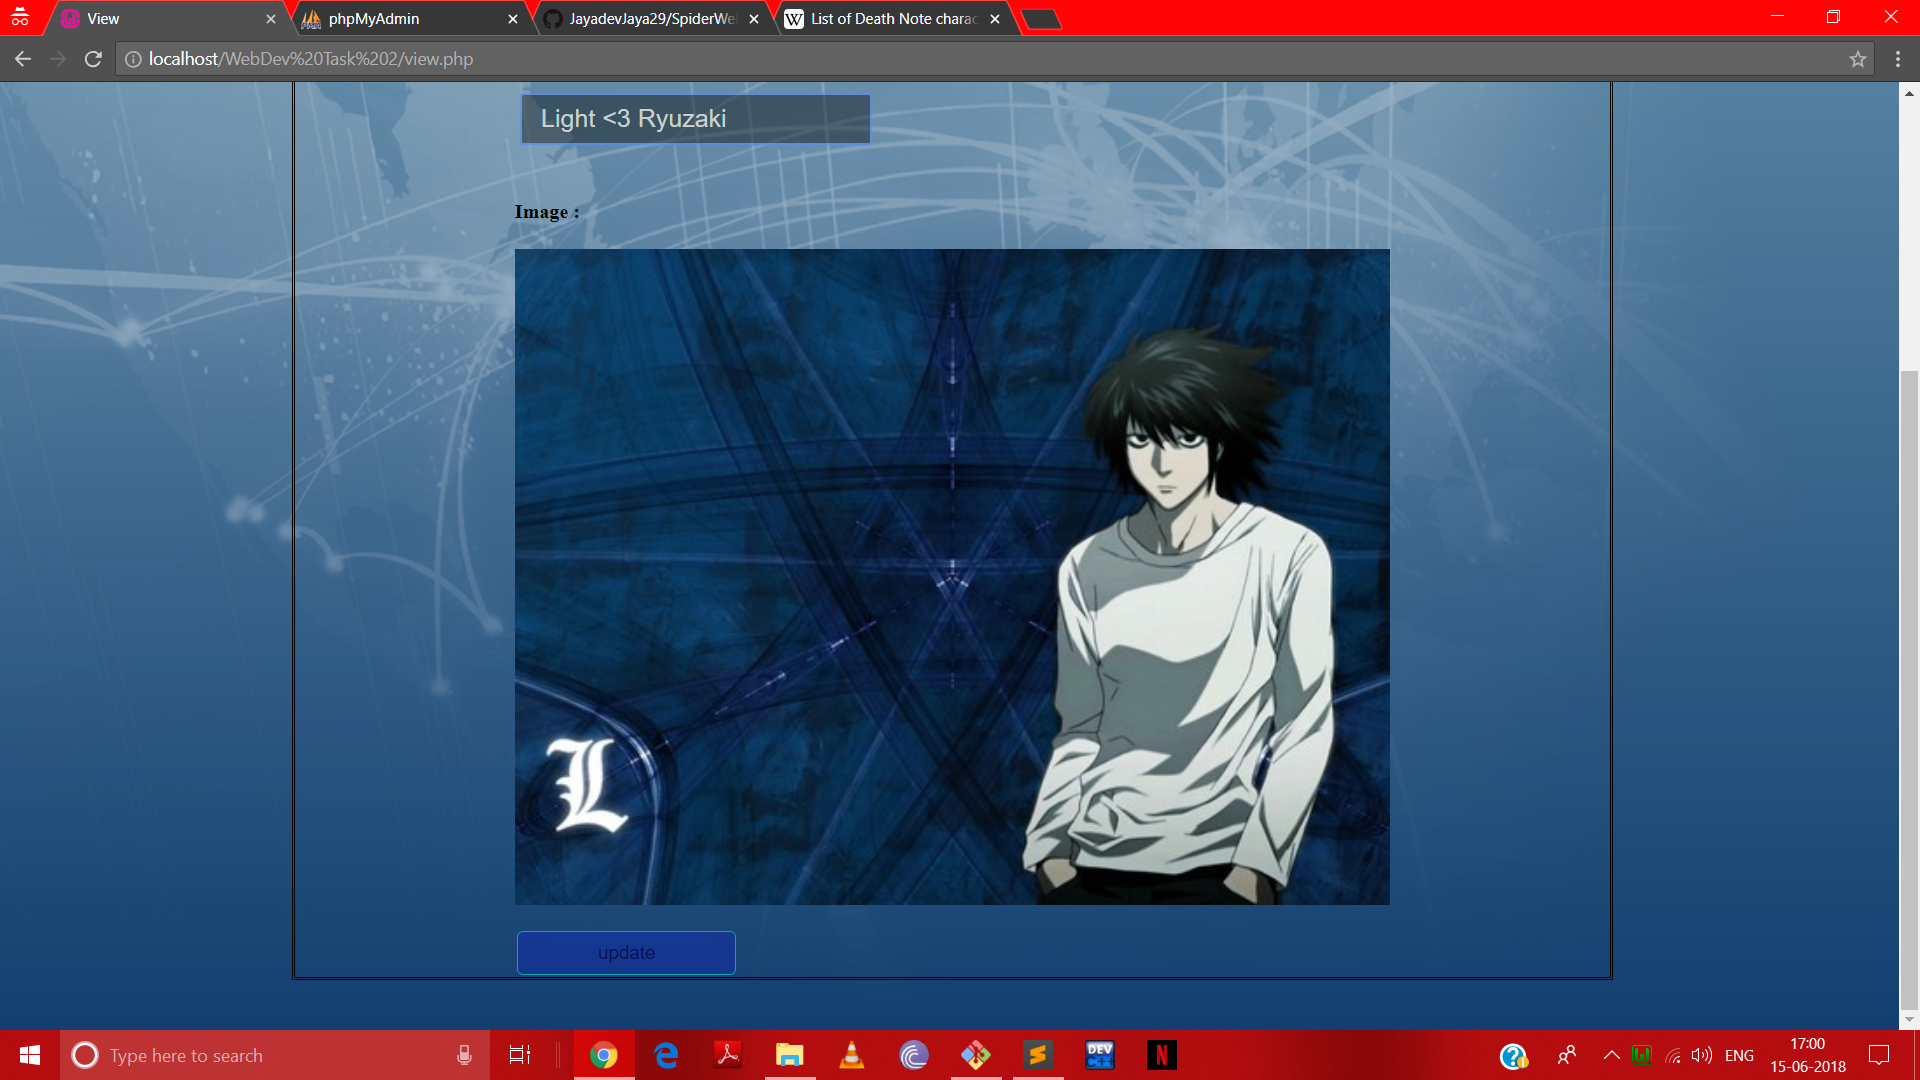 View
phpMyAdmin
JayadevJaya29/SpiderWe
W List of Death Note charac
localhost/WebDev%20Task%202/view.php
Light <3 Ryuzaki
Image :
L
update
Type here to search
DEV
C++
N
ENG
17:00
15-06-2018